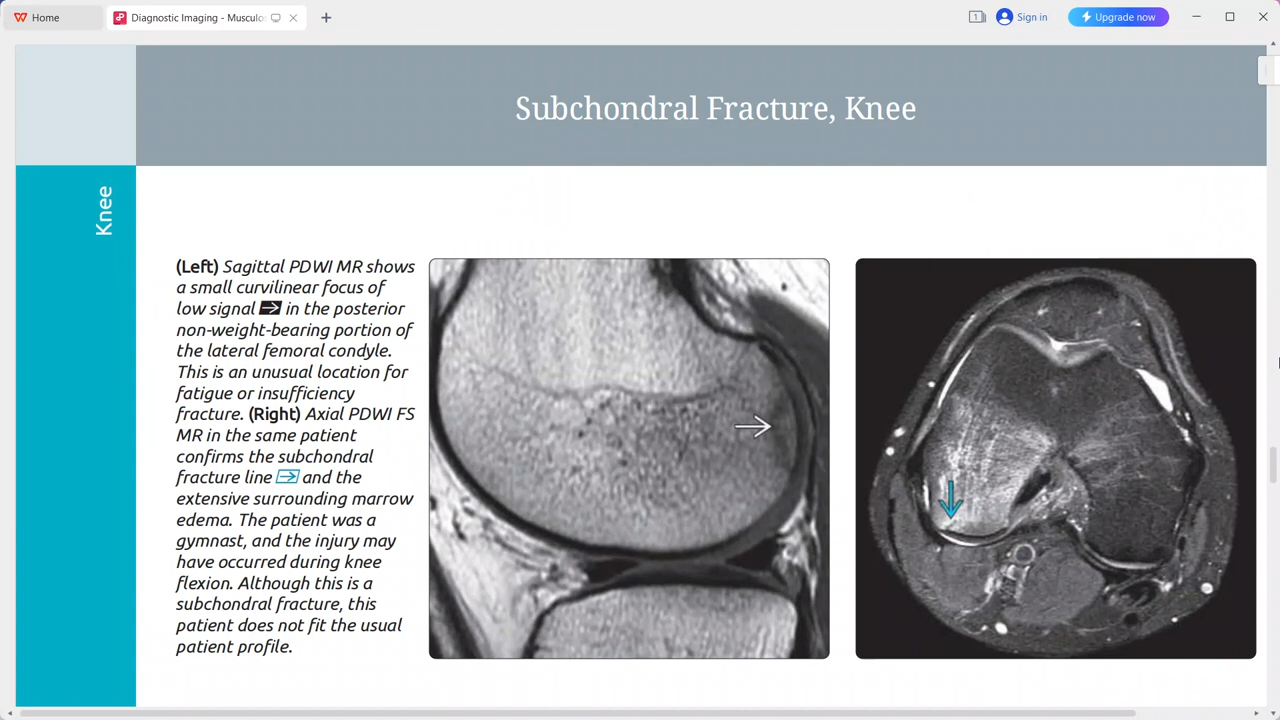 Home
Diagnostic Imaging - Musculos
1
Sign in
Upgrade now
Subchondral Fracture, Knee
Knee
(Left) Sagittal PDWI MR shows
a small curvilinear focus of
low signal in the posterior
non-weight-bearing portion of
the lateral femoral condyle.
This is an unusual location for
fatigue or insufficiency
fracture. (Right) Axial PDWI FS
MR in the same patient
confirms the subchondral
fracture line and the
extensive surrounding marrow
edema. The patient was a
gymnast, and the injury may
have occurred during knee
flexion. Although this is a
subchondral fracture, this
patient does not fit the usual
patient profile.